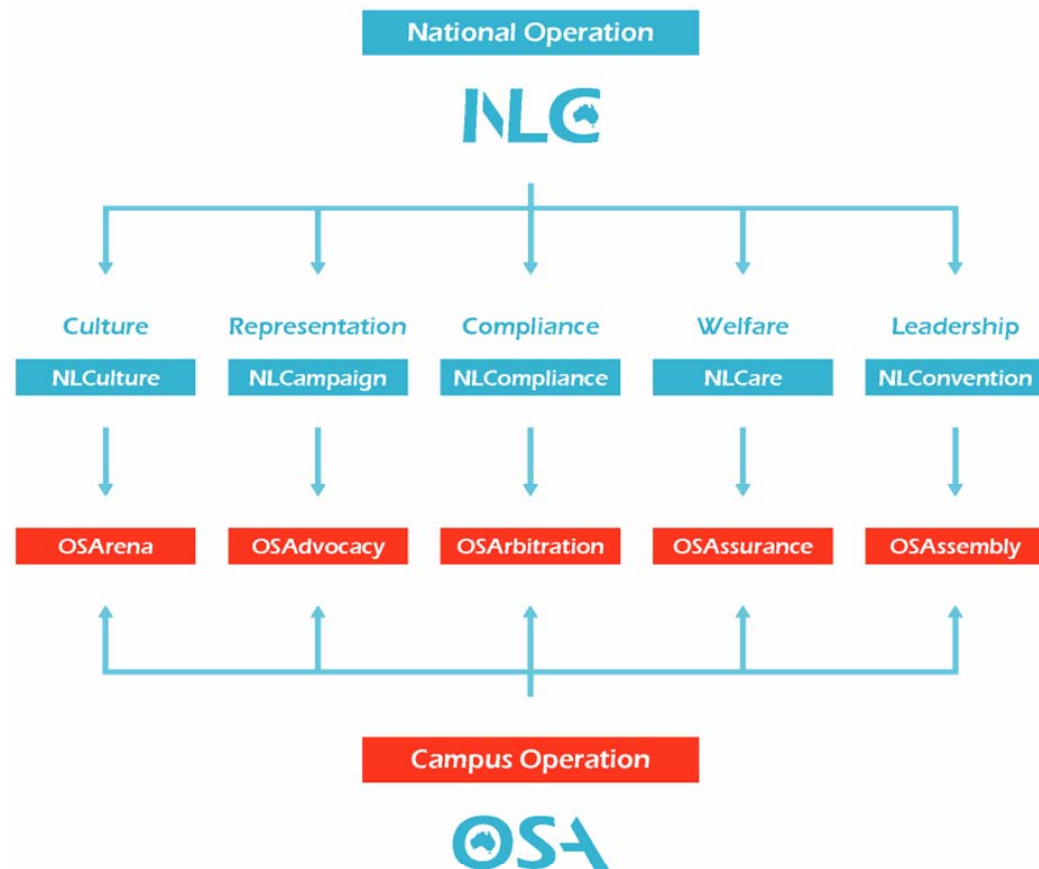 National Operation
NLC
Culture Representation Compliance Welfare Leadership
NLCulture NLCampaign NLCompliance NLCare NLConvention
OSArena OSAdvocacy OSArbitration OSAssurance OSAssembly
Campus Operation
OSA